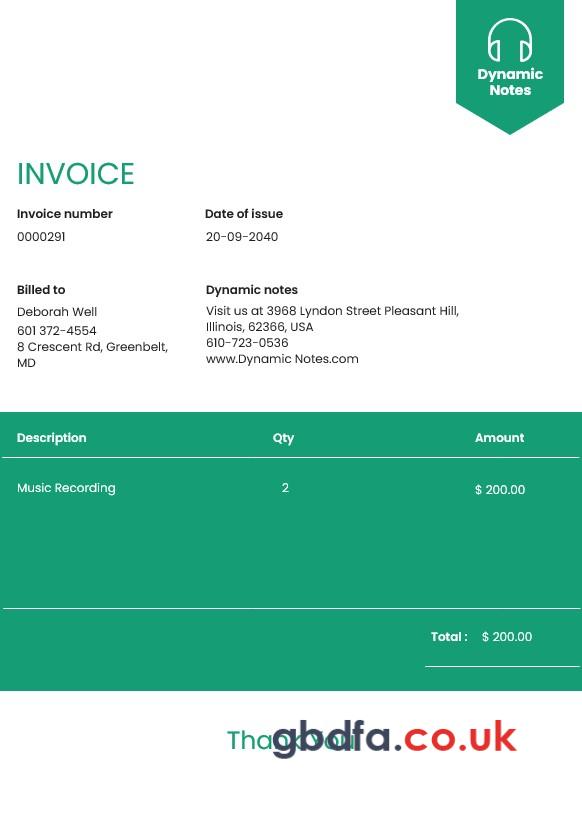 Dynamic
Notes
INVOICE
Invoice number
Date of issue
0000291
20-09-2040
Billed to
Deborah Well
601 372-4554
8 Crescent Rd, Greenbelt,
MD
Dynamic notes
Visit us at 3968 Lyndon Street Pleasant Hill,
Illinois, 62366, USA
610-723-0536
www.Dynamic Notes.com
Description Qty Amount
Music Recording 2 $ 200.00
Total : $ 200.00
Thank You
gbdfa.co.uk